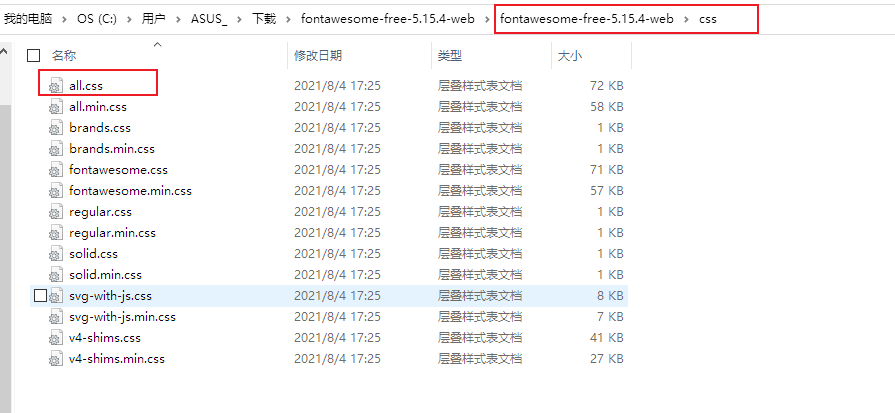 我的电脑 > OS (C:) > 用户 > ASUS_ > 下载 > fontawesome-free-5.15.4-web > fontawesome-free-5.15.4-web > css
名称 修改日期 类型 大小
all.css 2021/8/4 17:25 层叠样式表文档 72 KB
all.min.css 2021/8/4 17:25 层叠样式表文档 58 KB
brands.css 2021/8/4 17:25 层叠样式表文档 1 KB
brands.min.css 2021/8/4 17:25 层叠样式表文档 1 KB
fontawesome.css 2021/8/4 17:25 层叠样式表文档 71 KB
fontawesome.min.css 2021/8/4 17:25 层叠样式表文档 57 KB
regular.css 2021/8/4 17:25 层叠样式表文档 1 KB
regular.min.css 2021/8/4 17:25 层叠样式表文档 1 KB
solid.css 2021/8/4 17:25 层叠样式表文档 1 KB
solid.min.css 2021/8/4 17:25 层叠样式表文档 1 KB
svg-with-js.css 2021/8/4 17:25 层叠样式表文档 8 KB
svg-with-js.min.css 2021/8/4 17:25 层叠样式表文档 7 KB
v4-shims.css 2021/8/4 17:25 层叠样式表文档 41 KB
v4-shims.min.css 2021/8/4 17:25 层叠样式表文档 27 KB